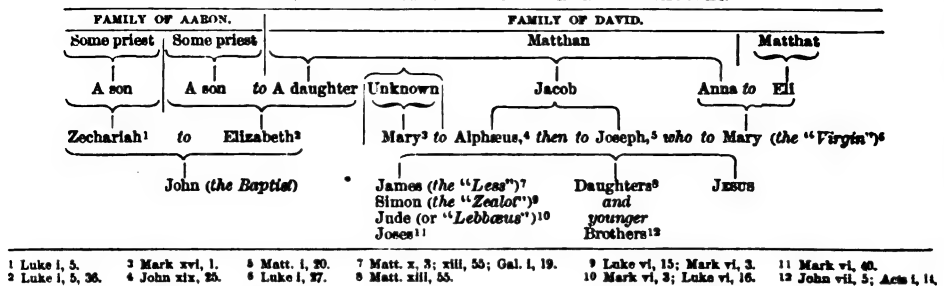 FAMILY OF AARON. FAMILY OF DAVID.
Some priest Some priest Matthan Matthat
A son A son to A daughter Unknown Jacob Anna to Eli
Zechariah1 to Elizabeth2 Mary3 to Alphæus,4 then to Joseph,5 who to Mary (the "Virgin")6
John (the Baptist) James (the "Less")7 Daughters8 JESUS
Simon (the "Zealot")9 and
Jude (or "Lebbæus")10 younger
Joses11 Brothers12
1 Luke i, 5. 3 Mark xvi, 1. 5 Matt. i, 20. 7 Matt. x, 3; xiii, 55; Gal. i, 19. 9 Luke vi, 15; Mark vi, 3. 11 Mark vi,
2 Luke i, 5, 36. 4 John xix, 25. 6 Luke i, 27. 8 Matt. xiii, 55. 10 Mark vi, 3; Luke vi, 16. 12 John vii, 5; Acts i,